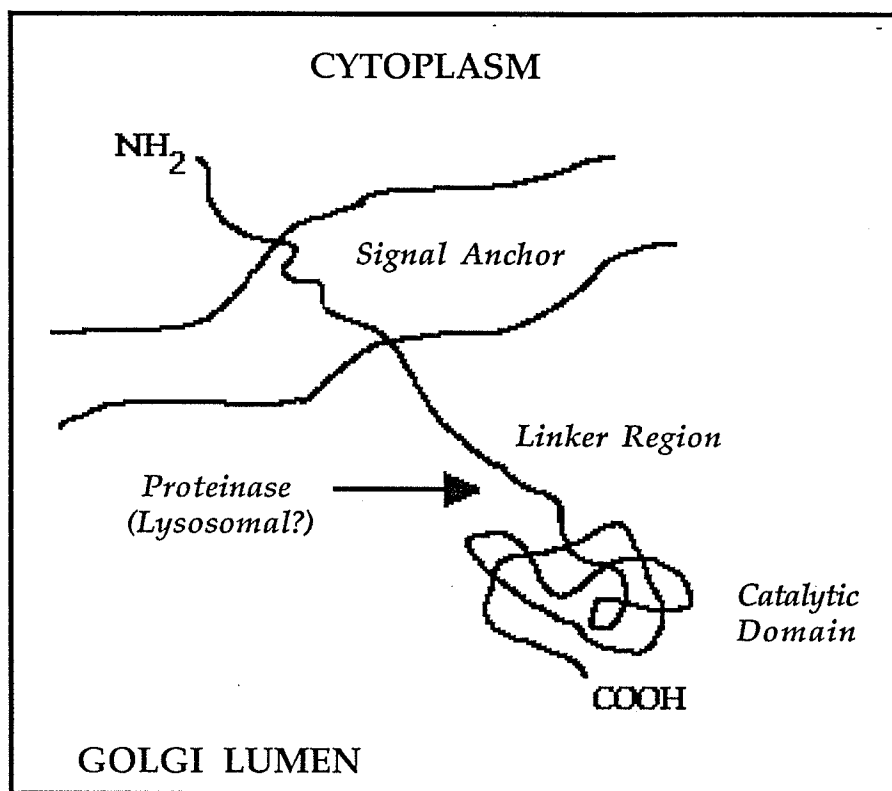 CYTOPLASM
NH2
Signal Anchor
Linker Region
Proteinase
(Lysosomal?)
Catalytic
Domain
COOH
GOLGI LUMEN